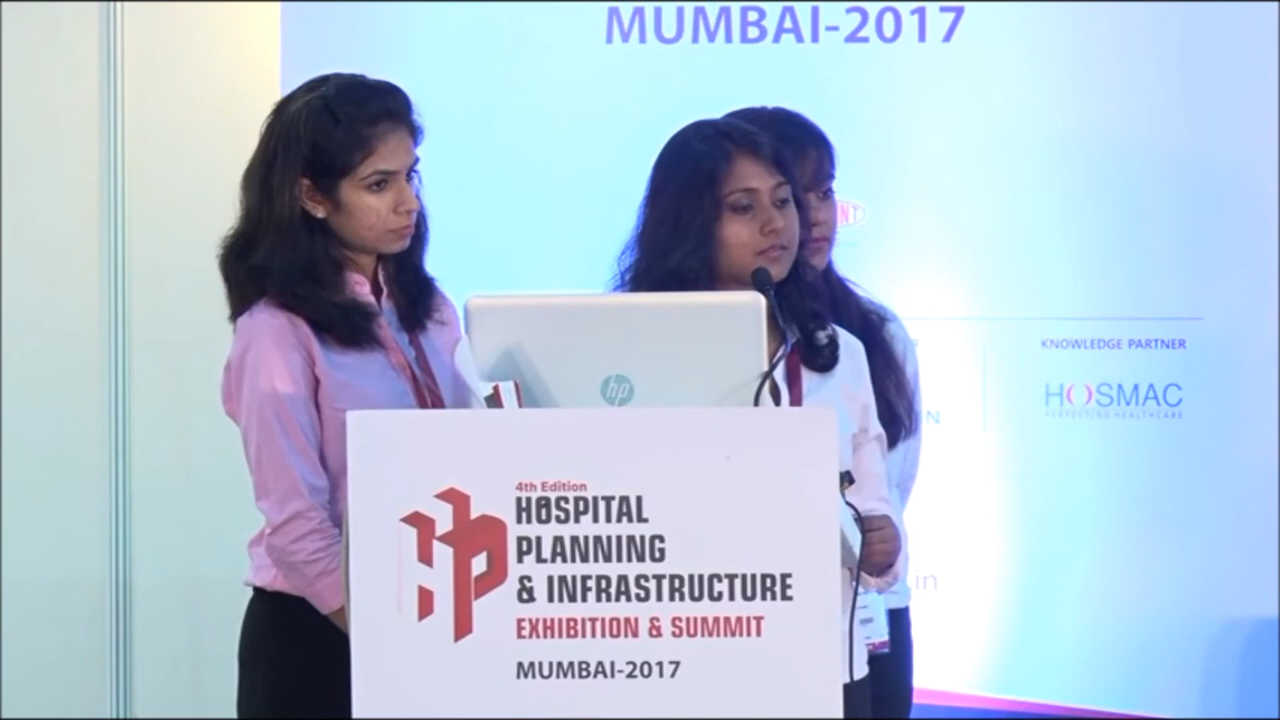 MUMBAI-2017
KNOWLEDGE PARTNER
HOSMAC
PERFECTING HEALTHCARE
hp
4th Edition
HOSPITAL
PLANNING
& INFRASTRUCTURE
EXHIBITION & SUMMIT
MUMBAI-2017